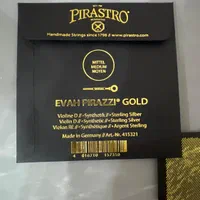 PIRASTRO
Handmade Strings since 1798 // www.pirastro.com
MITTEL
MEDIUM
MOYEN
EVAH PIRAZZI® GOLD
Violine D // •Synthetik // •Sterling Silber
Violin D // •Synthetic // •Sterling Silver
Violon RE // •Synthétique // •Argent Sterling
Made in Germany // Art. Nr. 415321